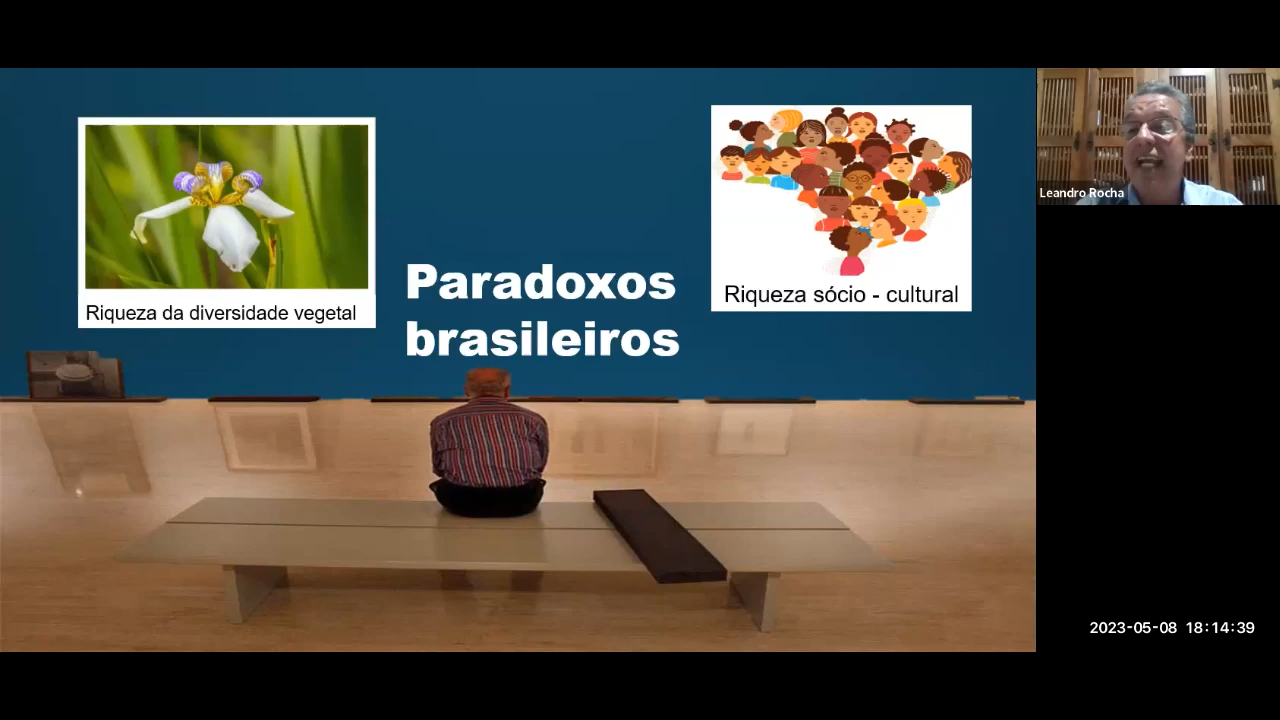 Riqueza da diversidade vegetal
Paradoxos
brasileiros
Riqueza sócio - cultural
Leandro Rocha
2023-05-08 18:14:39